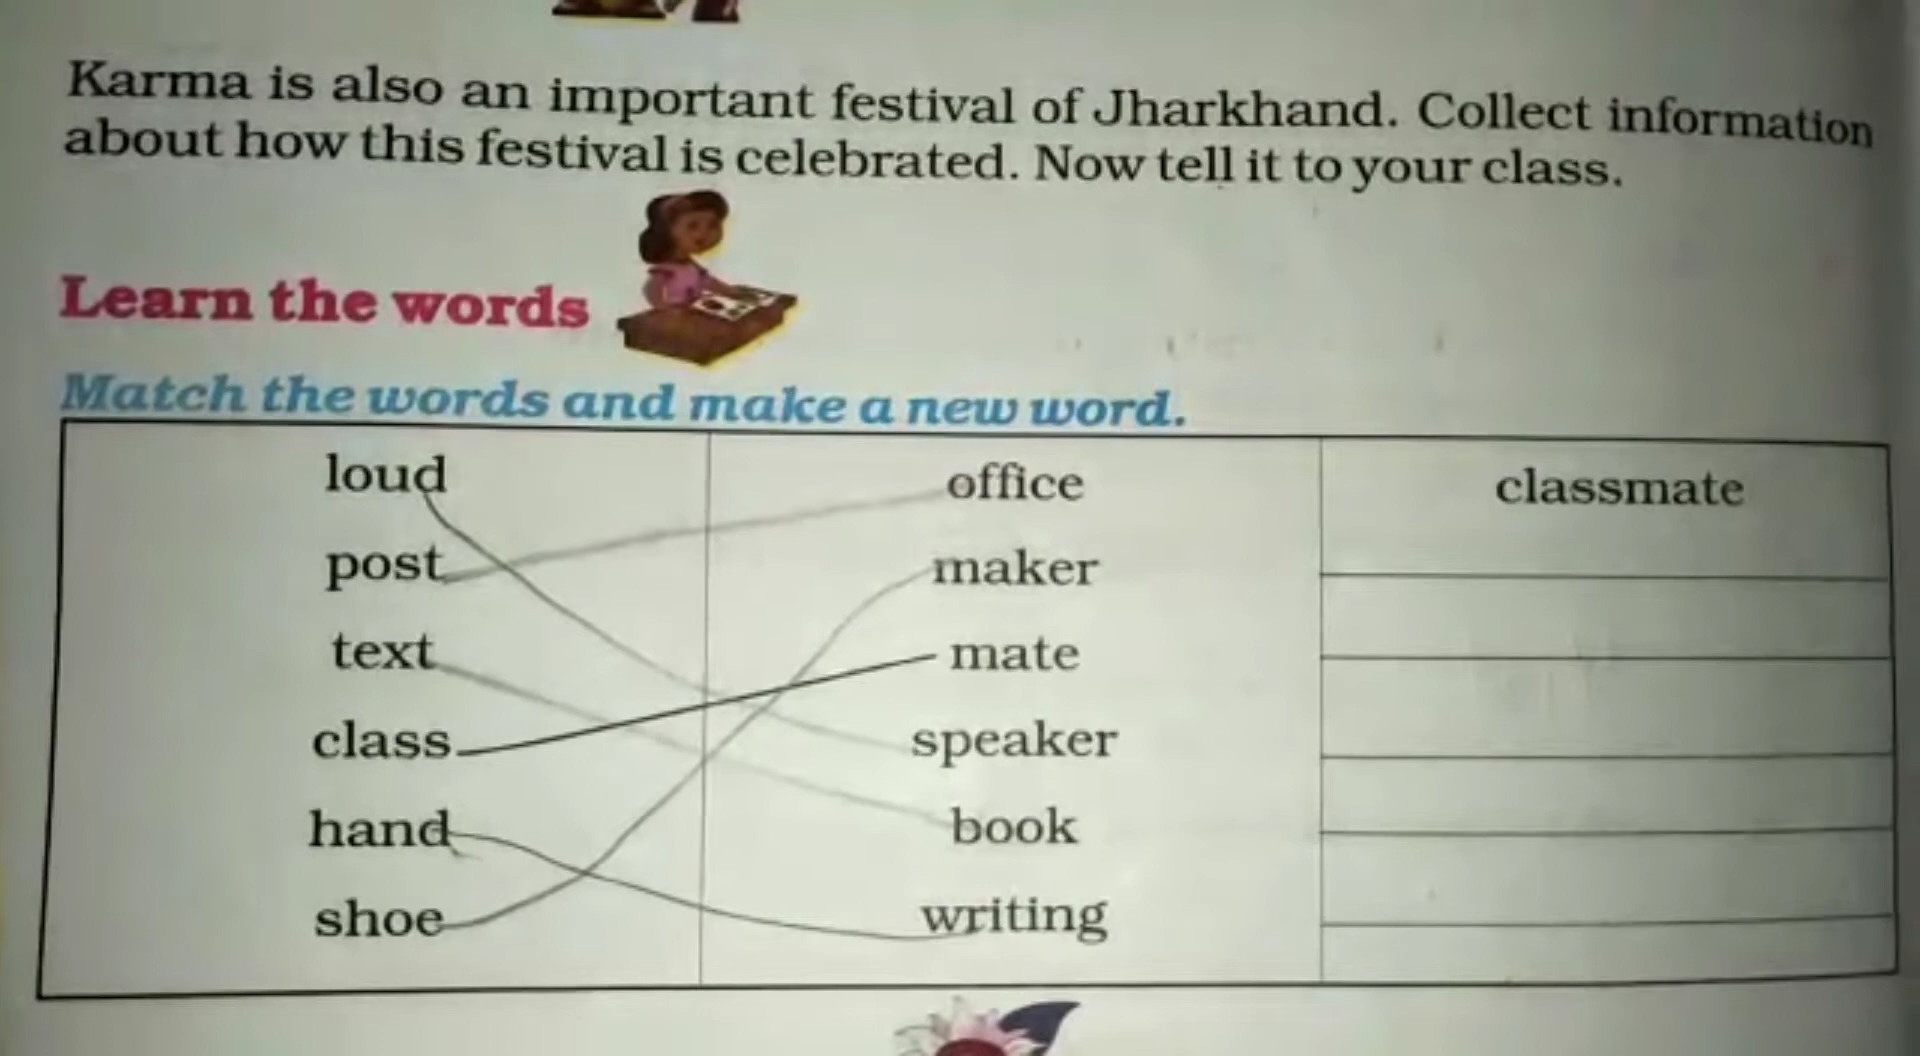 Karma is also an important festival of Jharkhand. Collect information
about how this festival is celebrated. Now tell it to your class.
Learn the words
Match the words and make a new word.
loud office classmate
post maker
text mate
class speaker
hand book
shoe writing